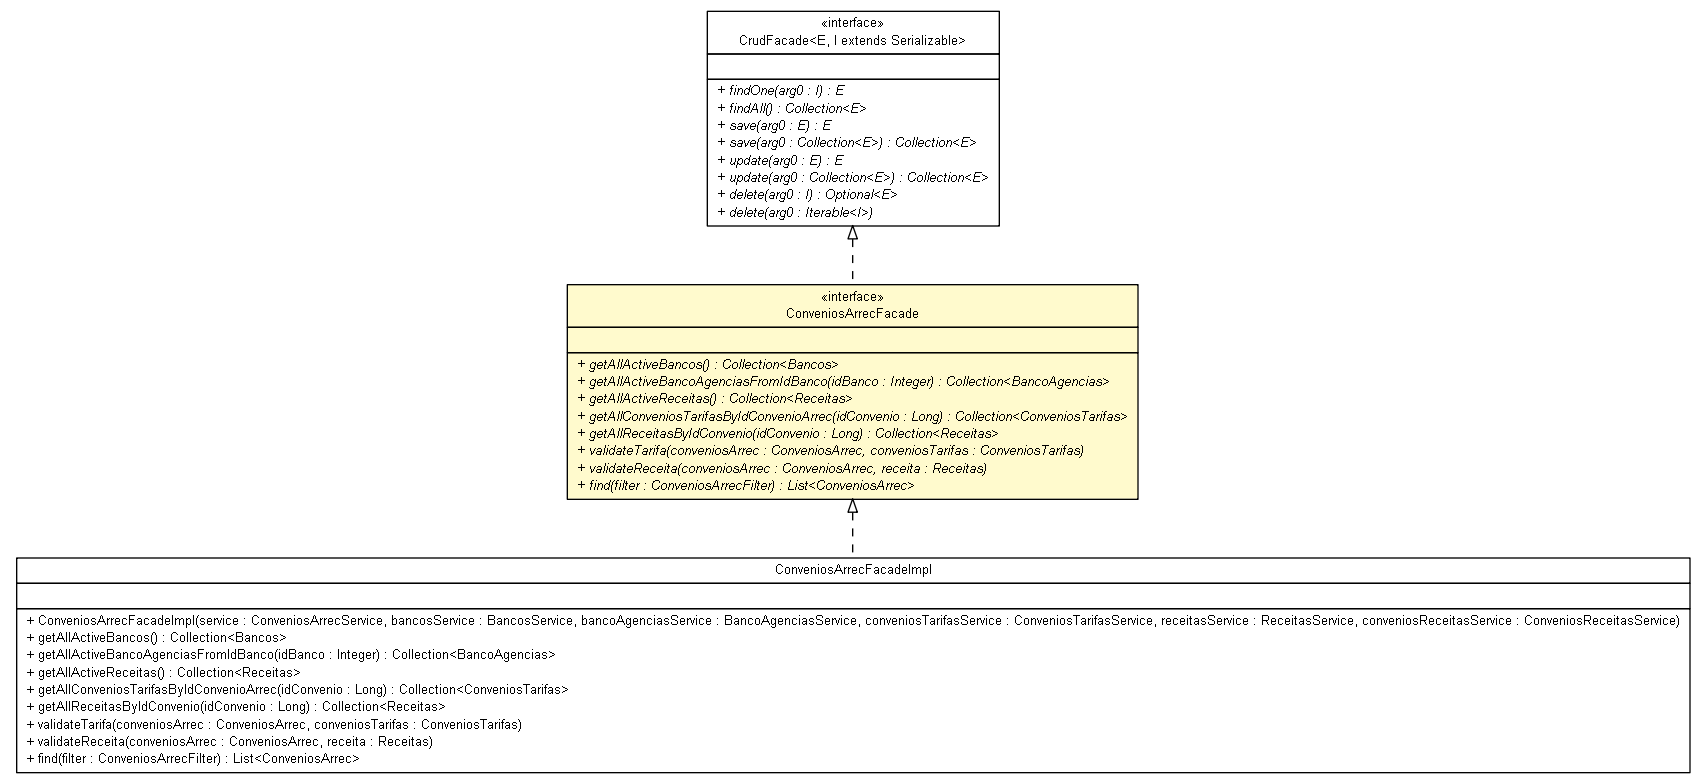 «interface»
CrudFacade<E, I extends Serializable>
+ findOne(arg0 : I) : E
+ findAll() : Collection<E>
+ save(arg0 : E) : E
+ save(arg0 : Collection<E>) : Collection<E>
+ update(arg0 : E) : E
+ update(arg0 : Collection<E>) : Collection<E>
+ delete(arg0 : I) : Optional<E>
+ delete(arg0 : Iterable<I>)
«interface»
ConveniosArrecFacade
+ getAllActiveBancos() : Collection<Bancos>
+ getAllActiveBancoAgenciasFromIdBanco(idBanco : Integer) : Collection<BancoAgencias>
+ getAllActiveReceitas() : Collection<Receitas>
+ getAllConveniosTarifasByIdConvenioArrec(idConvenio : Long) : Collection<ConveniosTarifas>
+ getAllReceitasByIdConvenio(idConvenio : Long) : Collection<Receitas>
+ validateTarifa(conveniosArrec : ConveniosArrec, conveniosTarifas : ConveniosTarifas)
+ validateReceita(conveniosArrec : ConveniosArrec, receita : Receitas)
+ find(filter : ConveniosArrecFilter) : List<ConveniosArrec>
ConveniosArrecFacadeImpl
+ ConveniosArrecFacadeImpl(service : ConveniosArrecService, bancosService : BancosService, bancoAgenciasService : BancoAgenciasService, conveniosTarifasService : ConveniosTarifasService, receitasService : ReceitasService, conveniosReceitasService : ConveniosReceitasService)
+ getAllActiveBancos() : Collection<Bancos>
+ getAllActiveBancoAgenciasFromIdBanco(idBanco : Integer) : Collection<BancoAgencias>
+ getAllActiveReceitas() : Collection<Receitas>
+ getAllConveniosTarifasByIdConvenioArrec(idConvenio : Long) : Collection<ConveniosTarifas>
+ getAllReceitasByIdConvenio(idConvenio : Long) : Collection<Receitas>
+ validateTarifa(conveniosArrec : ConveniosArrec, conveniosTarifas : ConveniosTarifas)
+ validateReceita(conveniosArrec : ConveniosArrec, receita : Receitas)
+ find(filter : ConveniosArrecFilter) : List<ConveniosArrec>